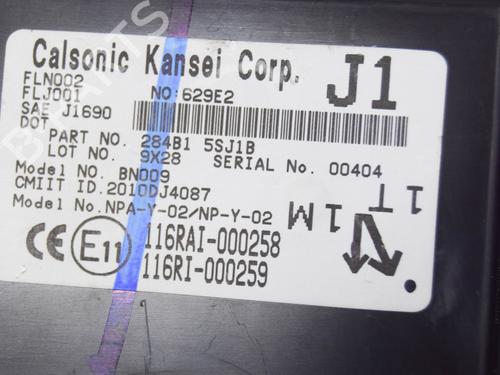 Calsonic Kansei Corp. J1
FLN002
FLJ001 NO:629E2
SAE J1690
DOT
PART NO. 284B1 5SJ1B
LOT NO. 9X28 SERIAL No. 00404
Model No. BN009
CMIIT ID.2010DJ4087
Model No.NPA-Y-02/NP-Y-02
1M 1T
CE E11 116RAI-000258
116RI-000259